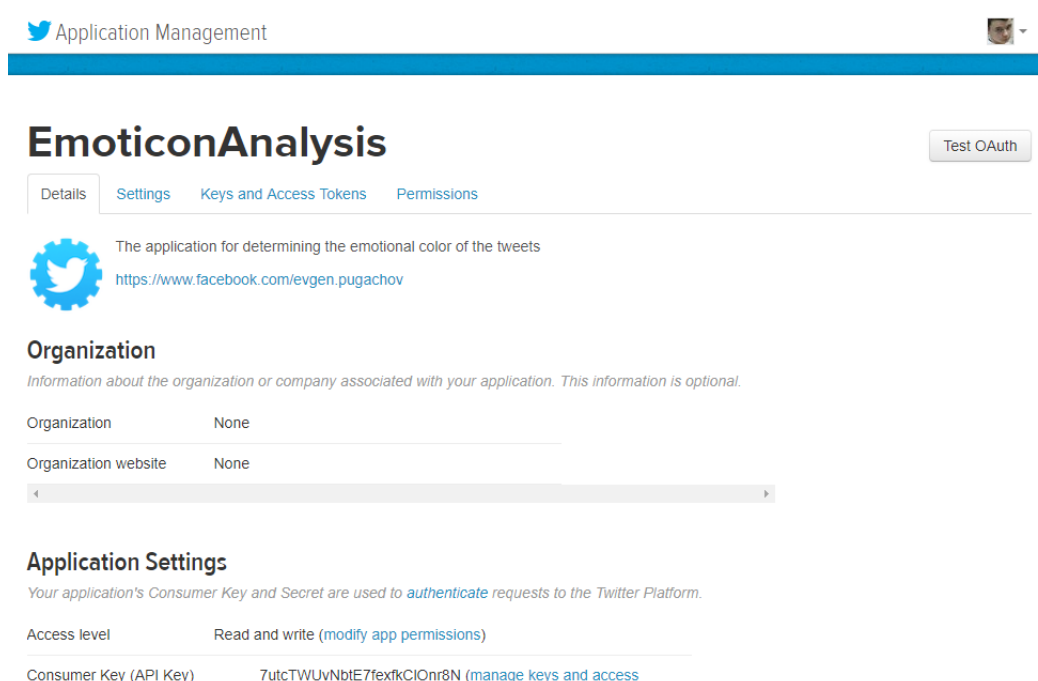 Application Management
EmoticonAnalysis
Test OAuth
Details Settings Keys and Access Tokens Permissions
The application for determining the emotional color of the tweets
https://www.facebook.com/evgen.pugachov
Organization
Information about the organization or company associated with your application. This information is optional.
Organization None
Organization website None
Application Settings
Your application's Consumer Key and Secret are used to authenticate requests to the Twitter Platform.
Access level Read and write (modify app permissions)
Consumer Key (API Key) 7utcTWUvNbtE7fexfkClOnr8N (manage keys and access